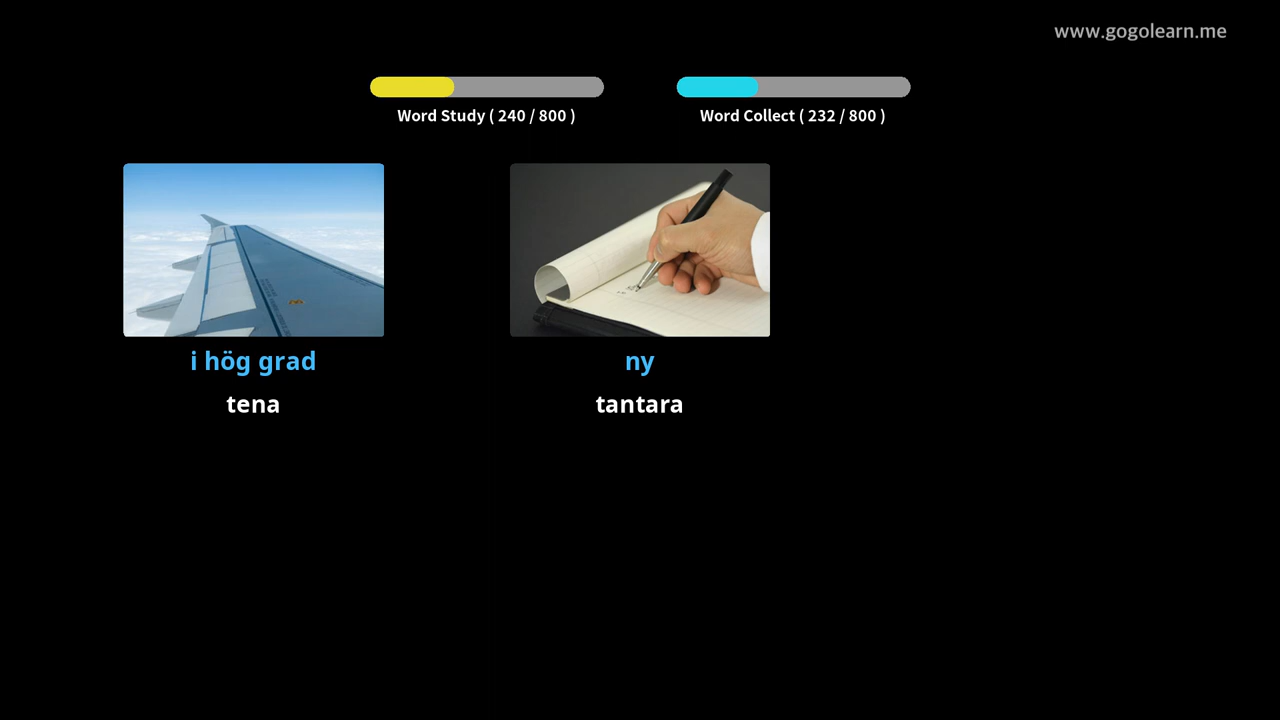 www.gogolearn.me
Word Study ( 240 / 800 )
Word Collect ( 232 / 800 )
i hög grad
tena
ny
tantara